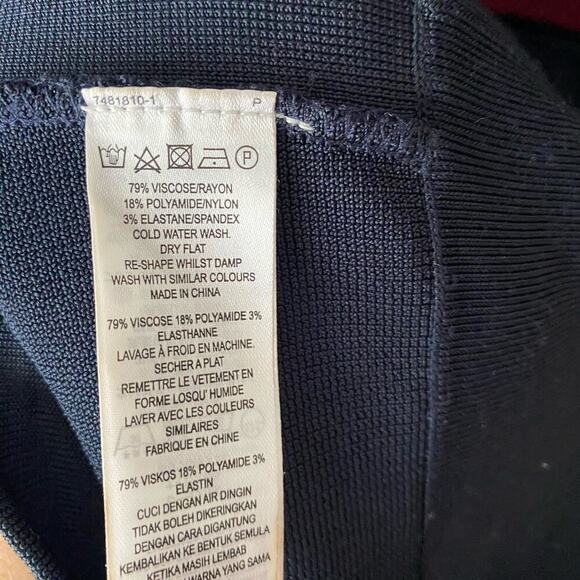 7481810-1 P
P
79% VISCOSE/RAYON
18% POLYAMIDE/NYLON
3% ELASTANE/SPANDEX
COLD WATER WASH.
DRY FLAT
RE-SHAPE WHILST DAMP
WASH WITH SIMILAR COLOURS
MADE IN CHINA
79% VISCOSE 18% POLYAMIDE 3%
ELASTHANNE
LAVAGE À FROID EN MACHINE.
SECHER A PLAT
REMETTRE LE VETEMENT EN
FORME LOSQU' HUMIDE
LAVER AVEC LES COULEURS
SIMILAIRES
FABRIQUE EN CHINE
79% VISKOS 18% POLYAMIDE 3%
ELASTIN
CUCI DENGAN AIR DINGIN
TIDAK BOLEH DIKERINGKAN
DENGAN CARA DIGANTUNG
KEMBALIKAN KE BENTUK SEMULA
KETIKA MASIH LEMBAB
WARNA YANG SAMA